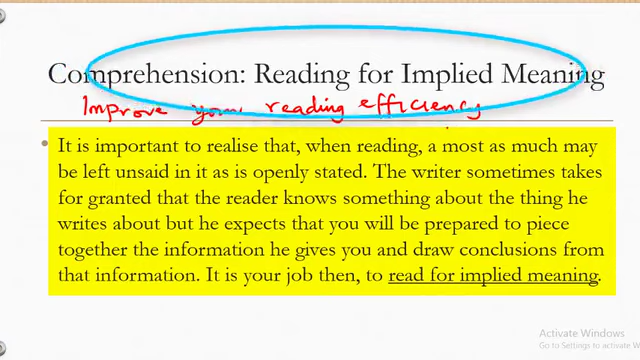 Comprehension: Reading for Implied Meaning
Improve your reading efficiency
• It is important to realise that, when reading, a most as much may
be left unsaid in it as is openly stated. The writer sometimes takes
for granted that the reader knows something about the thing he
writes about but he expects that you will be prepared to piece
together the information he gives you and draw conclusions from
that information. It is your job then, to read for implied meaning.
Activate Windows
Go to Settings to activate W